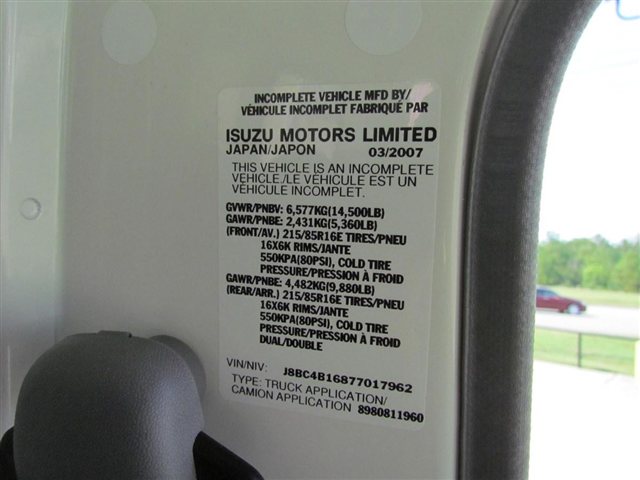 INCOMPLETE VEHICLE MFD BY/
VÉHICULE INCOMPLET FABRIQUÉ PAR
ISUZU MOTORS LIMITED
JAPAN/JAPON 03/2007
THIS VEHICLE IS AN INCOMPLETE
VEHICLE./LE VÉHICULE EST UN
VÉHICULE INCOMPLET.
GVWR/PNBV: 6,577KG(14,500LB)
GAWR/PNBE: 2,431KG(5,360LB)
(FRONT/AV.) 215/85R16E TIRES/PNEU
16X6K RIMS/JANTE
550KPA(80PSI), COLD TIRE
PRESSURE/PRESSION À FROID
GAWR/PNBE: 4,482KG(9,880LB)
(REAR/ARR.) 215/85R16E TIRES/PNEU
16X6K RIMS/JANTE
550KPA(80PSI), COLD TIRE
PRESSURE/PRESSION À FROID
DUAL/DOUBLE
VIN/NIV: J8BC4B16877017962
TYPE: TRUCK APPLICATION/
CAMION APPLICATION 8980811960